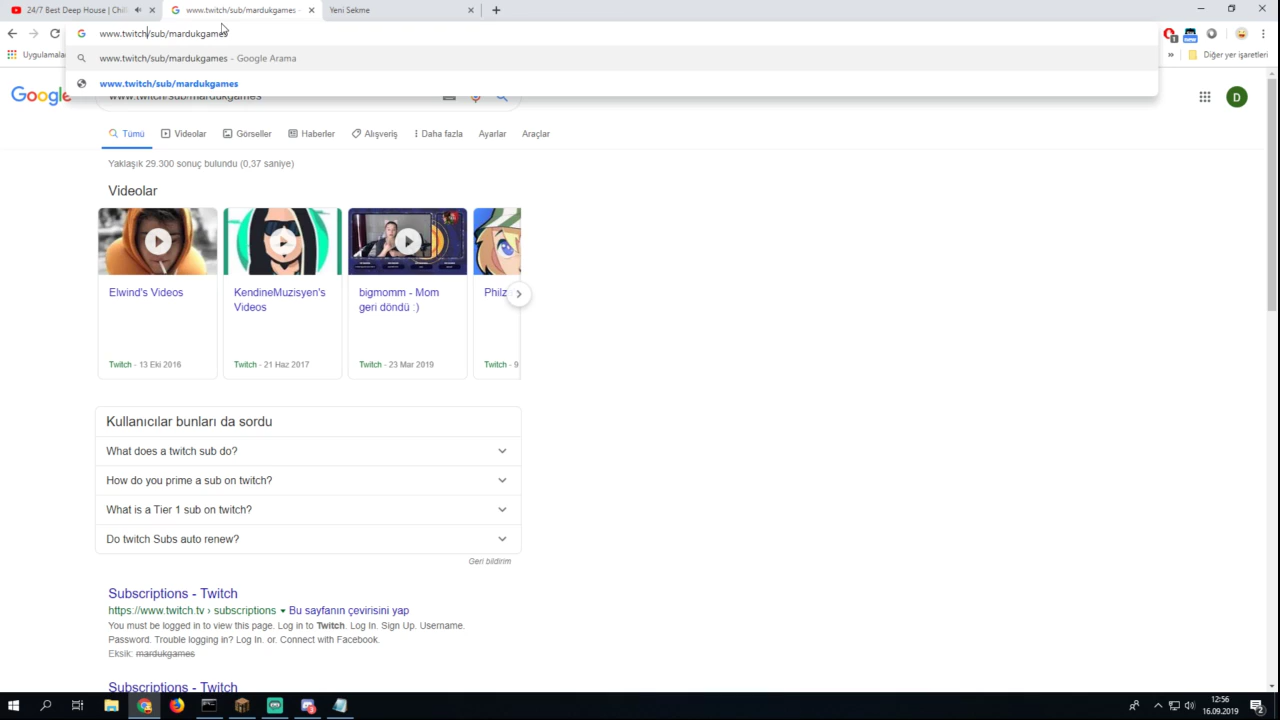 24/7 Best Deep House | Chill
www.twitch/sub/mardukgames -
Yeni Sekme
www.twitch/sub/mardukgames
www.twitch/sub/mardukgames - Google Arama
www.twitch/sub/mardukgames
Uygulamalar
Diğer yer işaretleri
Google
www.twitch/sub/mardukgames
D
Tümü
Videolar
Görseller
Haberler
Alışveriş
Daha fazla
Ayarlar
Araçlar
Yaklaşık 29.300 sonuç bulundu (0,37 saniye)
Videolar
Elwind's Videos
Twitch - 13 Eki 2016
KendineMuzisyen's
Videos
Twitch - 21 Haz 2017
bigmomm - Mom
geri döndü :)
Twitch - 23 Mar 2019
Philz
Twitch - 9
Kullanıcılar bunları da sordu
What does a twitch sub do?
How do you prime a sub on twitch?
What is a Tier 1 sub on twitch?
Do twitch Subs auto renew?
Geri bildirim
Subscriptions - Twitch
https://www.twitch.tv › subscriptions ▾ Bu sayfanın çevirisini yap
You must be logged in to view this page. Log in to Twitch. Log In. Sign Up. Username.
Password. Trouble logging in? Log In. or. Connect with Facebook.
Eksik: mardukgames
Subscriptions - Twitch
12:56
16.09.2019
2